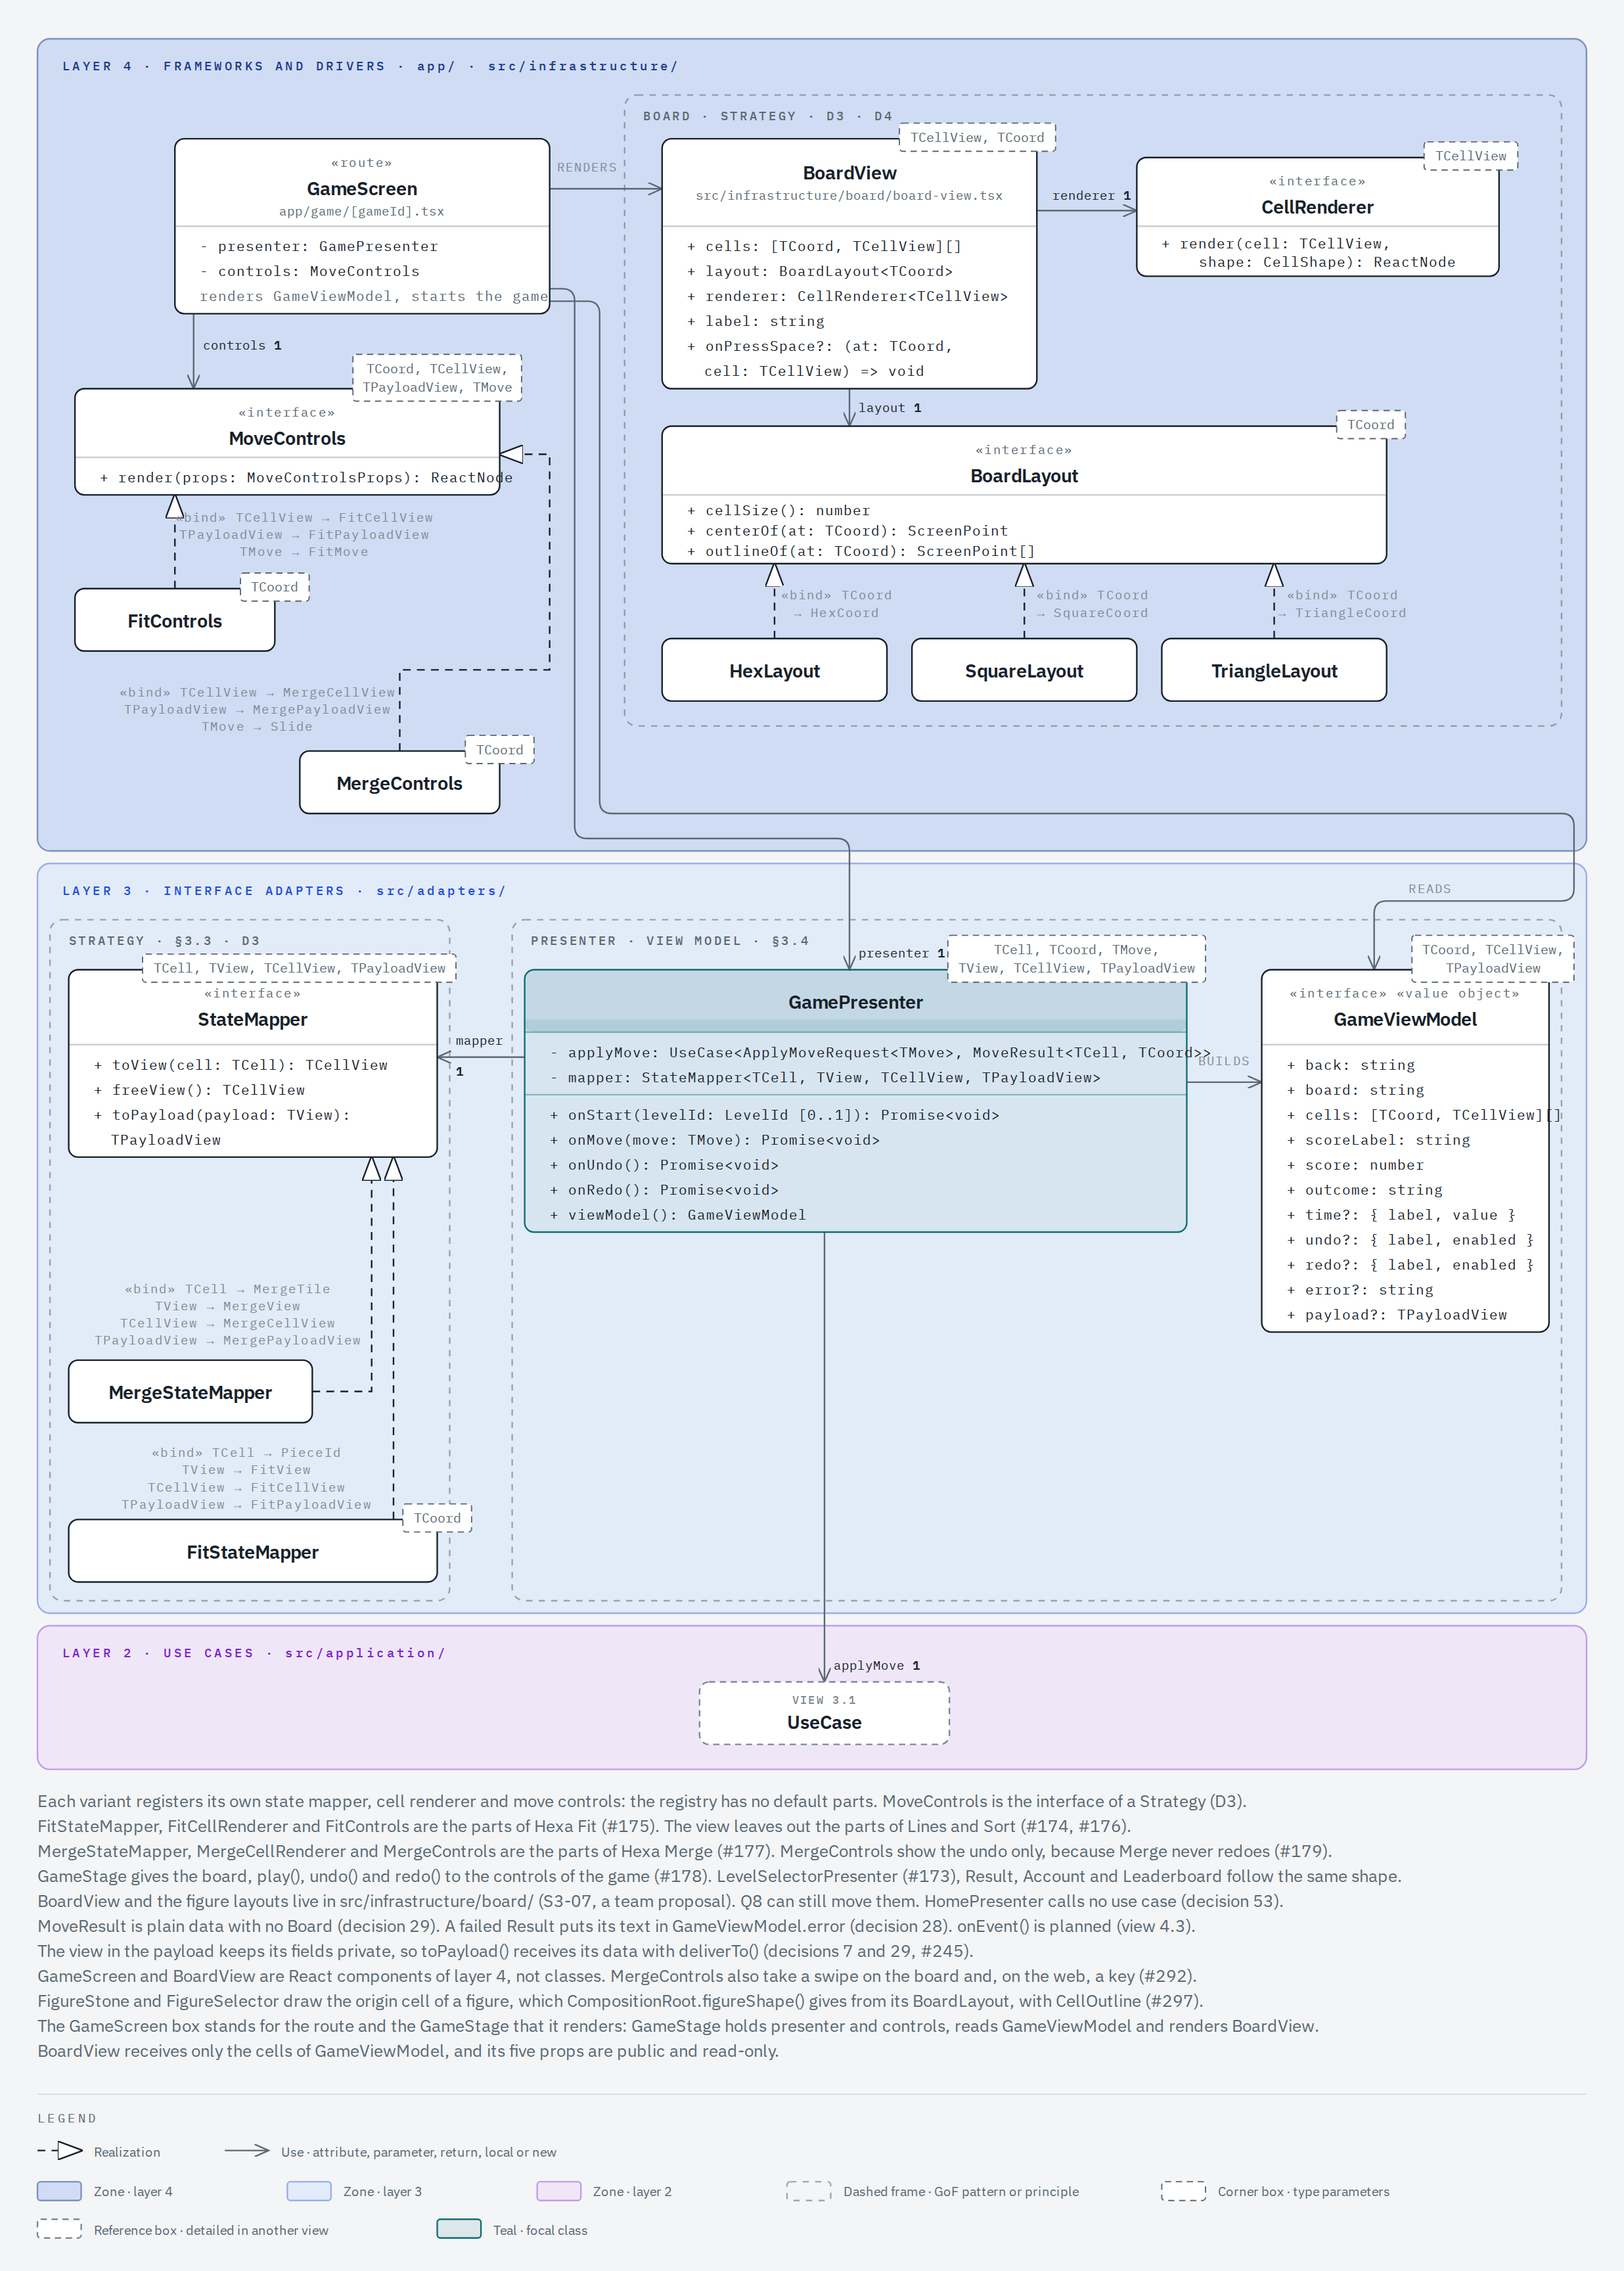 LAYER 4 · FRAMEWORKS AND DRIVERS · app/ · src/infrastructure/
BOARD · STRATEGY · D3 · D4
«route»
GameScreen
app/game/[gameId].tsx
- presenter: GamePresenter
- controls: MoveControls
renders GameViewModel, starts the game
RENDERS
TCellView, TCoord
BoardView
src/infrastructure/board/board-view.tsx
+ cells: [TCoord, TCellView][]
+ layout: BoardLayout<TCoord>
+ renderer: CellRenderer<TCellView>
+ label: string
+ onPressSpace?: (at: TCoord,
cell: TCellView) => void
renderer 1
TCellView
«interface»
CellRenderer
+ render(cell: TCellView,
shape: CellShape): ReactNode
controls 1
TCoord, TCellView,
TPayloadView, TMove
«interface»
MoveControls
+ render(props: MoveControlsProps): ReactNode
layout 1
TCoord
«interface»
BoardLayout
+ cellSize(): number
+ centerOf(at: TCoord): ScreenPoint
+ outlineOf(at: TCoord): ScreenPoint[]
«bind» TCellView → FitCellView
TPayloadView → FitPayloadView
TMove → FitMove
TCoord
FitControls
«bind» TCoord
→ HexCoord
«bind» TCoord
→ SquareCoord
«bind» TCoord
→ TriangleCoord
HexLayout
SquareLayout
TriangleLayout
«bind» TCellView → MergeCellView
TPayloadView → MergePayloadView
TMove → Slide
TCoord
MergeControls
LAYER 3 · INTERFACE ADAPTERS · src/adapters/
READS
STRATEGY · §3.3 · D3
TCell, TView, TCellView, TPayloadView
«interface»
StateMapper
+ toView(cell: TCell): TCellView
+ freeView(): TCellView
+ toPayload(payload: TView):
TPayloadView
mapper
1
PRESENTER · VIEW MODEL · §3.4
presenter 1
TCell, TCoord, TMove,
TView, TCellView, TPayloadView
GamePresenter
- applyMove: UseCase<ApplyMoveRequest<TMove>, MoveResult<TCell, TCoord>>
- mapper: StateMapper<TCell, TView, TCellView, TPayloadView>
+ onStart(levelId: LevelId [0..1]): Promise<void>
+ onMove(move: TMove): Promise<void>
+ onUndo(): Promise<void>
+ onRedo(): Promise<void>
+ viewModel(): GameViewModel
BUILDS
TCoord, TCellView,
TPayloadView
«interface» «value object»
GameViewModel
+ back: string
+ board: string
+ cells: [TCoord, TCellView][]
+ scoreLabel: string
+ score: number
+ outcome: string
+ time?: { label, value }
+ undo?: { label, enabled }
+ redo?: { label, enabled }
+ error?: string
+ payload?: TPayloadView
«bind» TCell → MergeTile
TView → MergeView
TCellView → MergeCellView
TPayloadView → MergePayloadView
MergeStateMapper
«bind» TCell → PieceId
TView → FitView
TCellView → FitCellView
TPayloadView → FitPayloadView
TCoord
FitStateMapper
LAYER 2 · USE CASES · src/application/
applyMove 1
VIEW 3.1
UseCase
Each variant registers its own state mapper, cell renderer and move controls: the registry has no default parts. MoveControls is the interface of a Strategy (D3).
FitStateMapper, FitCellRenderer and FitControls are the parts of Hexa Fit (#175). The view leaves out the parts of Lines and Sort (#174, #176).
MergeStateMapper, MergeCellRenderer and MergeControls are the parts of Hexa Merge (#177). MergeControls show the undo only, because Merge never redoes (#179).
GameStage gives the board, play(), undo() and redo() to the controls of the game (#178). LevelSelectorPresenter (#173), Result, Account and Leaderboard follow the same shape.
BoardView and the figure layouts live in src/infrastructure/board/ (S3-07, a team proposal). Q8 can still move them. HomePresenter calls no use case (decision 53).
MoveResult is plain data with no Board (decision 29). A failed Result puts its text in GameViewModel.error (decision 28). onEvent() is planned (view 4.3).
The view in the payload keeps its fields private, so toPayload() receives its data with deliverTo() (decisions 7 and 29, #245).
GameScreen and BoardView are React components of layer 4, not classes. MergeControls also take a swipe on the board and, on the web, a key (#292).
FigureStone and FigureSelector draw the origin cell of a figure, which CompositionRoot.figureShape() gives from its BoardLayout, with CellOutline (#297).
The GameScreen box stands for the route and the GameStage that it renders: GameStage holds presenter and controls, reads GameViewModel and renders BoardView.
BoardView receives only the cells of GameViewModel, and its five props are public and read-only.
LEGEND
Realization
Use · attribute, parameter, return, local or new
Zone · layer 4
Zone · layer 3
Zone · layer 2
Dashed frame · GoF pattern or principle
Corner box · type parameters
Reference box · detailed in another view
Teal · focal class